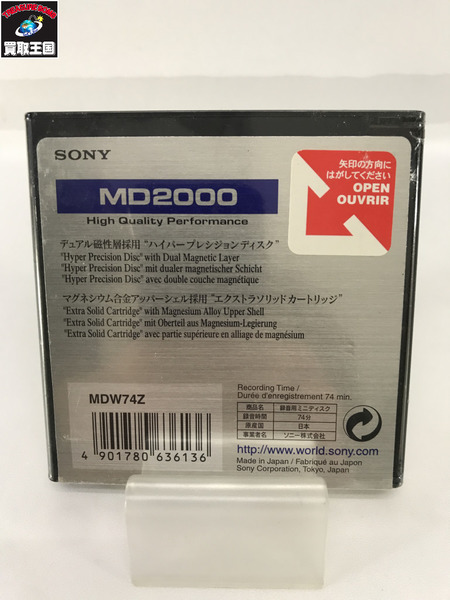 TREASURE-KINGDOM
買取王国
SONY
矢印の方向に
はがしてください
OPEN
OUVRIR
MD2000
High Quality Performance
デュアル磁性層採用“ハイパープレシジョンディスク”
"Hyper Precision Disc" with Dual Magnetic Layer
"Hyper Precision Disc" mit dualer magnetischer Schicht
"Hyper Precision Disc" avec double couche magnétique
マグネシウム合金アッパーシェル採用“エクストラソリッドカートリッジ”
"Extra Solid Cartridge" with Magnesium Alloy Upper Shell
"Extra Solid Cartridge" mit Oberteil aus Magnesium-Legierung
"Extra Solid Cartridge" avec partie supérieure en alliage de magnésium
MDW74Z
4 901780 636136
Recording Time /
Durée d'enregistrement 74 min.
商品名 録音用ミニディスク
録音時間 74分
原産国 日本
事業者名 ソニー株式会社
http://www.world.sony.com/
Made in Japan / Fabriqué au Japon
Sony Corporation, Tokyo, Japan